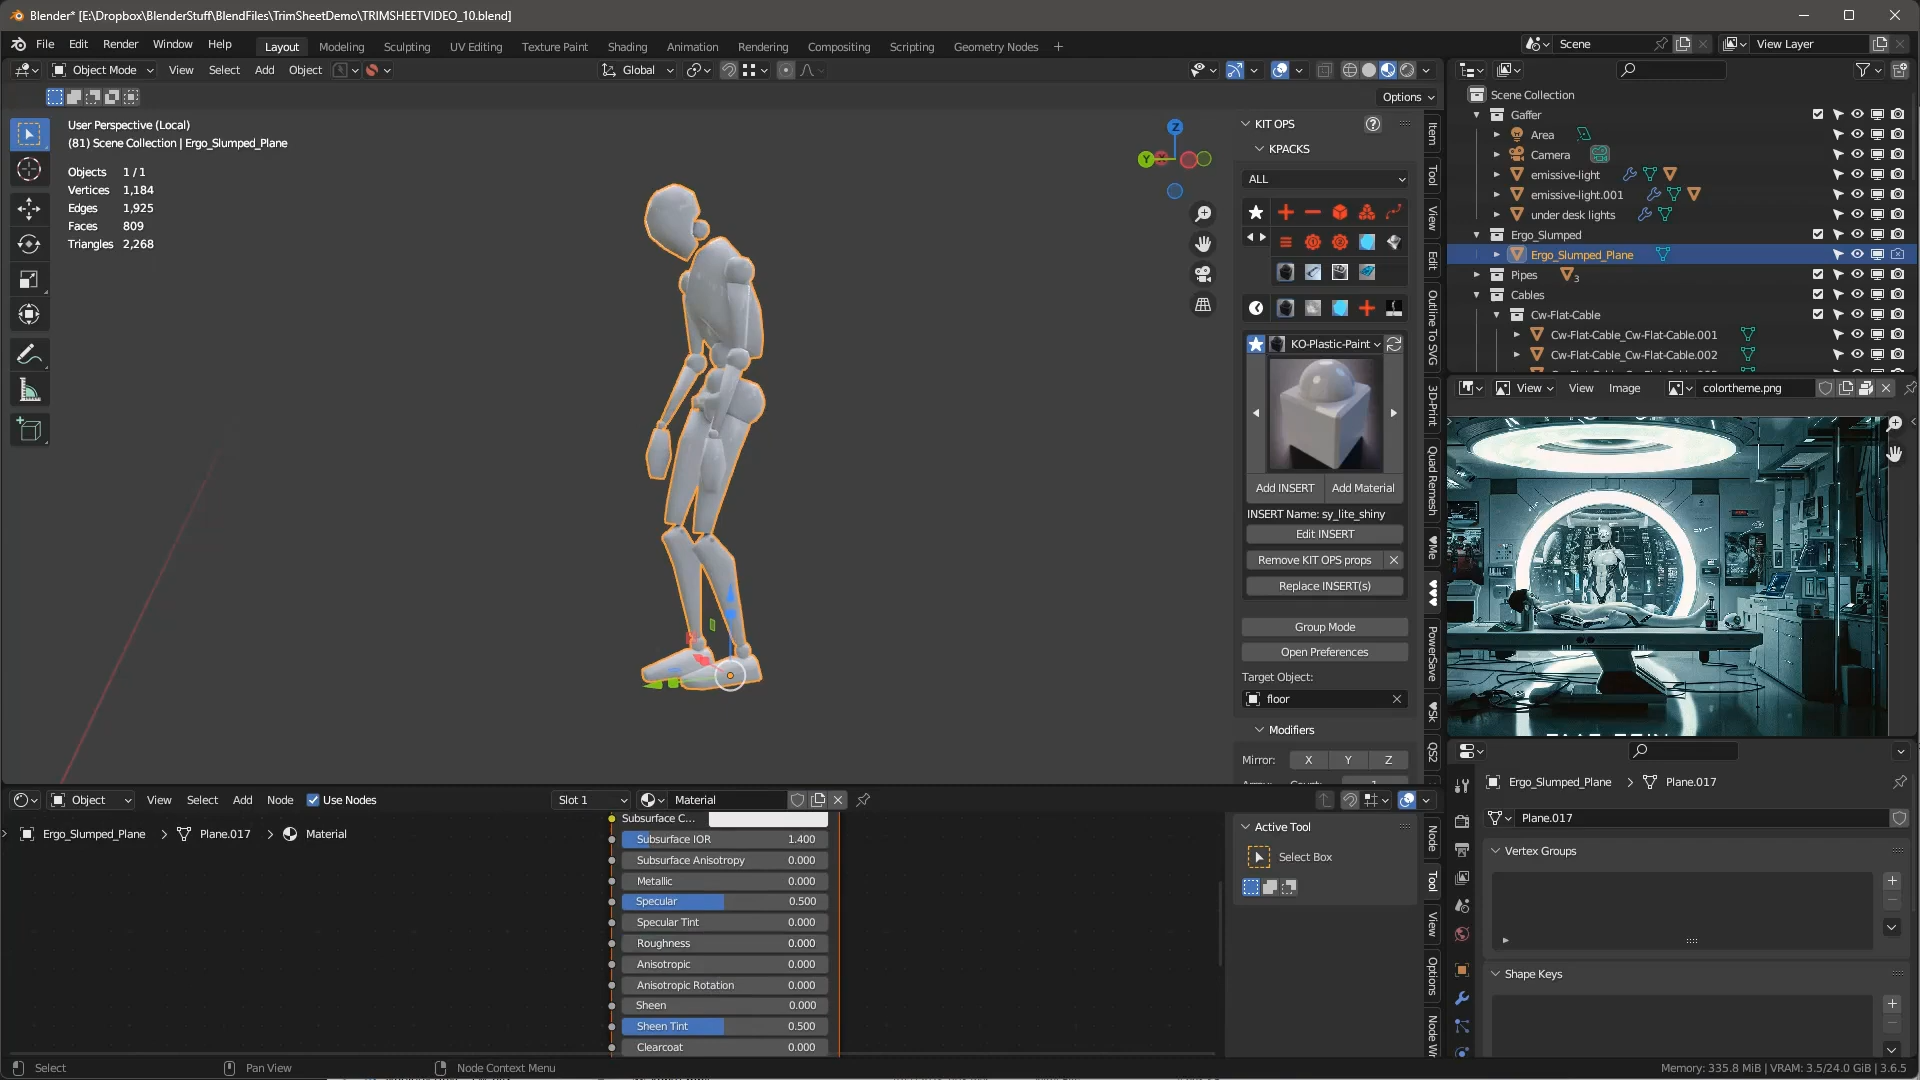 Blender* [E:\Dropbox\BlenderStuff\BlendFiles\TrimSheetDemo\TRIMSHEETVIDEO_10.blend]
File Edit Render Window Help Layout Modeling Sculpting UV Editing Texture Paint Shading Animation Rendering Compositing Scripting Geometry Nodes + Scene View Layer
Object Mode View Select Add Object Global
Options
User Perspective (Local)
(81) Scene Collection | Ergo_Slumped_Plane
Objects 1 / 1
Vertices 1,184
Edges 1,925
Faces 809
Triangles 2,268
Z
Y
KIT OPS
KPACKS
ALL
KO-Plastic-Paint
Add INSERT Add Material
INSERT Name: sy_lite_shiny
Edit INSERT
Remove KIT OPS props
Replace INSERT(s)
Group Mode
Open Preferences
Target Object:
floor
Modifiers
Mirror: X Y Z
Item
Tool
View
Edit
Outline To SVG
3D-Print
Quad Remesh
♥Me
♥♥♥
PowerSave
♥Sk
QS2
Scene Collection
Gaffer
Area
Camera
emissive-light
emissive-light.001
under desk lights
Ergo_Slumped
Ergo_Slumped_Plane
Pipes 3
Cables
Cw-Flat-Cable
Cw-Flat-Cable_Cw-Flat-Cable.001
Cw-Flat-Cable_Cw-Flat-Cable.002
View View Image colortheme.png
Ergo_Slumped_Plane Plane.017
Plane.017
Vertex Groups
Shape Keys
Object View Select Add Node Use Nodes Slot 1 Material
Ergo_Slumped_Plane Plane.017 Material
Subsurface C...
Subsurface IOR 1.400
Subsurface Anisotropy 0.000
Metallic 0.000
Specular 0.500
Specular Tint 0.000
Roughness 0.000
Anisotropic 0.000
Anisotropic Rotation 0.000
Sheen 0.000
Sheen Tint 0.500
Clearcoat 0.000
Active Tool
Select Box
Node
Tool
View
Options
Node Wr
Select Pan View Node Context Menu Memory: 335.8 MiB | VRAM: 3.5/24.0 GiB | 3.6.5